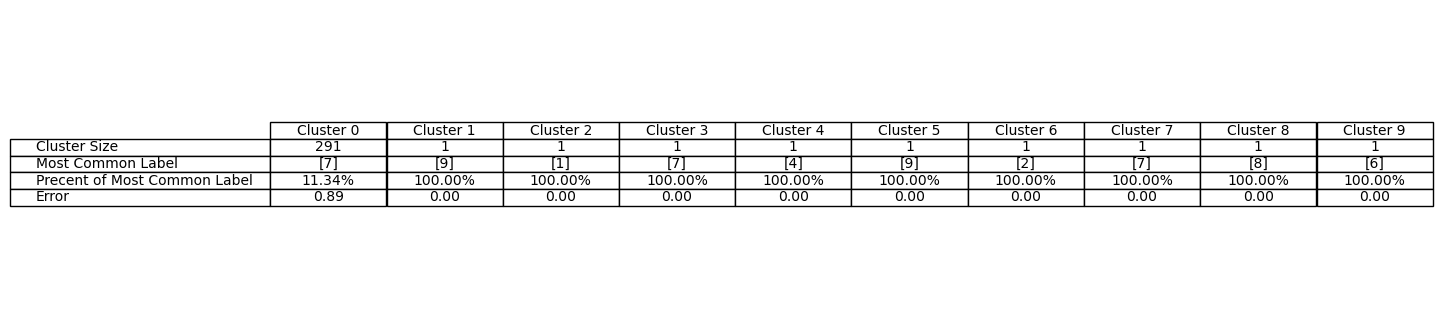 Cluster 0 Cluster 1 Cluster 2 Cluster 3 Cluster 4 Cluster 5 Cluster 6 Cluster 7 Cluster 8 Cluster 9
Cluster Size 291 1 1 1 1 1 1 1 1 1
Most Common Label [7] [9] [1] [7] [4] [9] [2] [7] [8] [6]
Precent of Most Common Label 11.34% 100.00% 100.00% 100.00% 100.00% 100.00% 100.00% 100.00% 100.00% 100.00%
Error 0.89 0.00 0.00 0.00 0.00 0.00 0.00 0.00 0.00 0.00